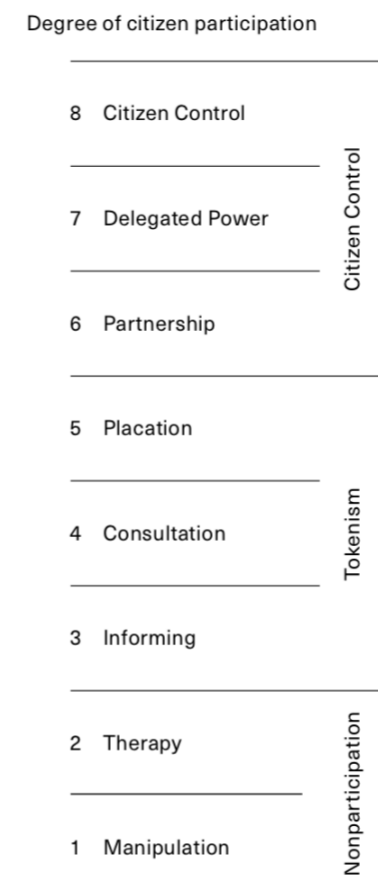 Degree of citizen participation
8 Citizen Control
7 Delegated Power
6 Partnership
Citizen Control
5 Placation
4 Consultation
3 Informing
Tokenism
2 Therapy
1 Manipulation
Nonparticipation